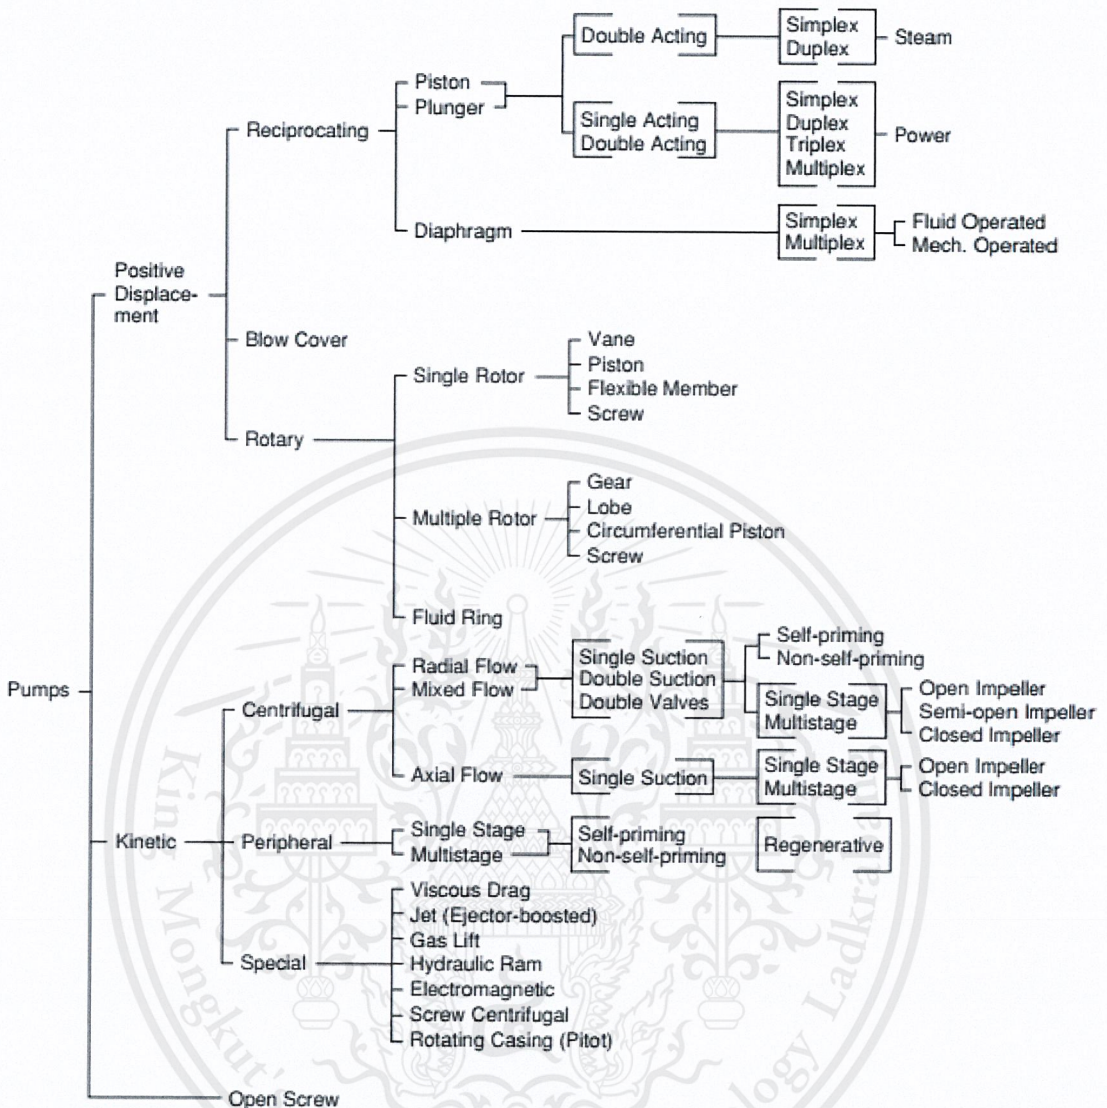 Double Acting
Simplex
Duplex
Steam
Piston
Plunger
Simplex
Duplex
Triplex
Multiplex
Single Acting
Double Acting
Power
Reciprocating
Diaphragm
Simplex
Multiplex
Fluid Operated
Mech. Operated
Positive
Displace-
ment
Blow Cover
Vane
Piston
Flexible Member
Screw
Single Rotor
Rotary
Gear
Lobe
Circumferential Piston
Screw
Multiple Rotor
Fluid Ring
Self-priming
Non-self-priming
Radial Flow
Mixed Flow
Single Suction
Double Suction
Double Valves
Pumps
Single Stage
Multistage
Open Impeller
Semi-open Impeller
Closed Impeller
Centrifugal
Axial Flow
Single Suction
Single Stage
Multistage
Open Impeller
Closed Impeller
Kinetic
Peripheral
Single Stage
Multistage
Self-priming
Non-self-priming
Regenerative
Viscous Drag
Jet (Ejector-boosted)
Gas Lift
Special
Hydraulic Ram
Electromagnetic
Screw Centrifugal
Rotating Casing (Pitot)
Open Screw
King Mongkut's